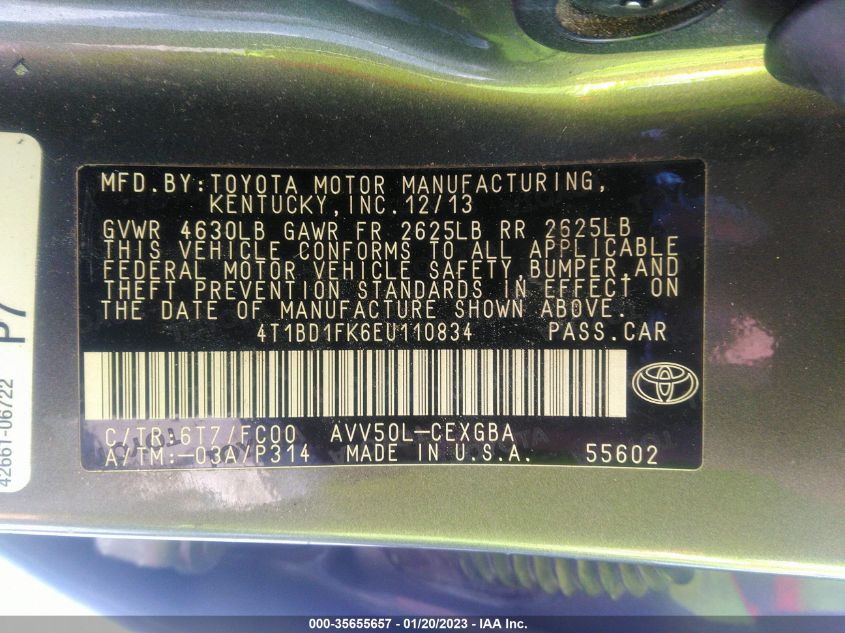 MFD.BY:TOYOTA MOTOR MANUFACTURING,
KENTUCKY,INC.12/13
GVWR 4630LB GAWR FR 2625LB RR 2625LB
THIS VEHICLE CONFORMS TO ALL APPLICABLE
FEDERAL MOTOR VEHICLE SAFETY,BUMPER,AND
THEFT PREVENTION STANDARDS IN EFFECT ON
THE DATE OF MANUFACTURE SHOWN ABOVE.
4T1BD1FK6EU110834 PASS.CAR
C/TR:6T7/FC00 AVV50L-CEXGBA
A/TM:-03A/P314 MADE IN U.S.A. 55602
P7
42661-06722
000-35655657 / 01/20/2023 - IAA Inc.